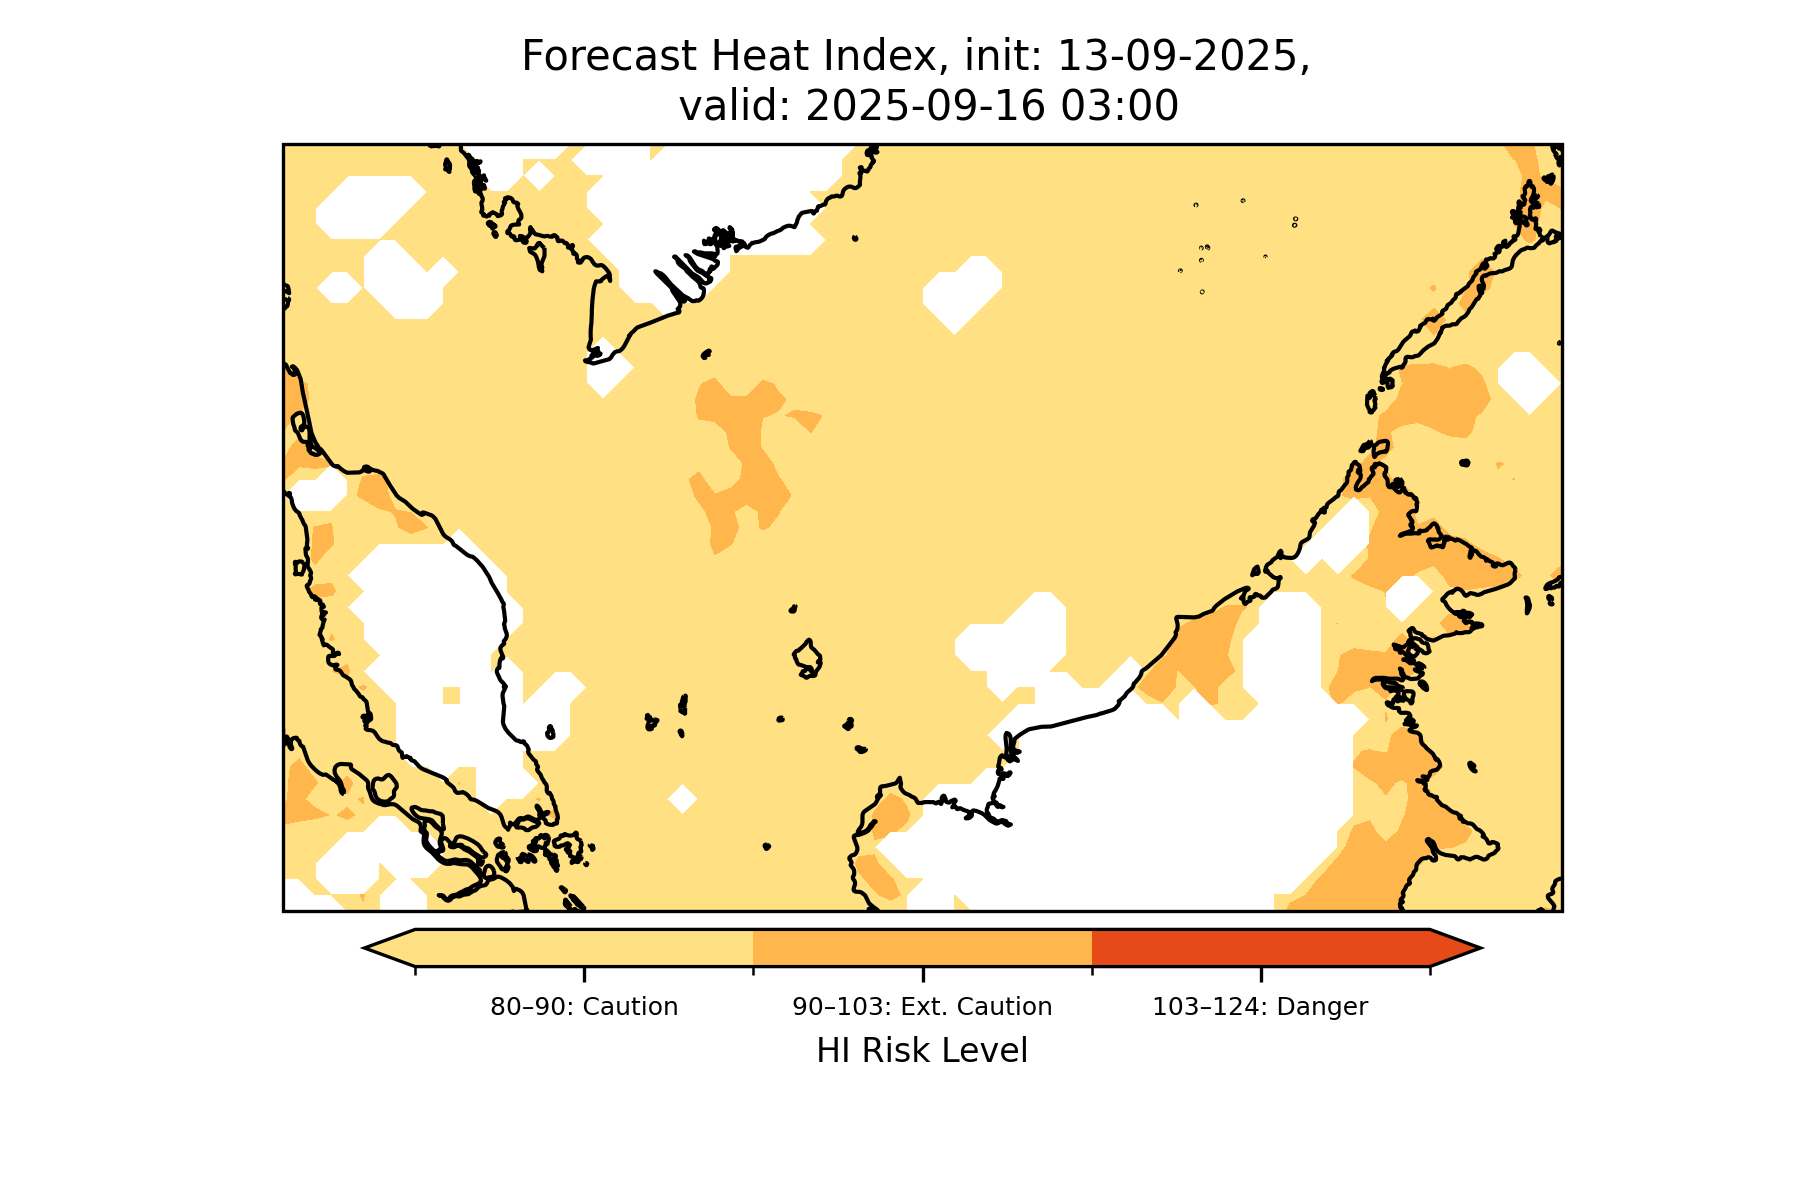 Forecast Heat Index, init: 13-09-2025,
valid: 2025-09-16 03:00
80–90: Caution
90–103: Ext. Caution
103–124: Danger
HI Risk Level